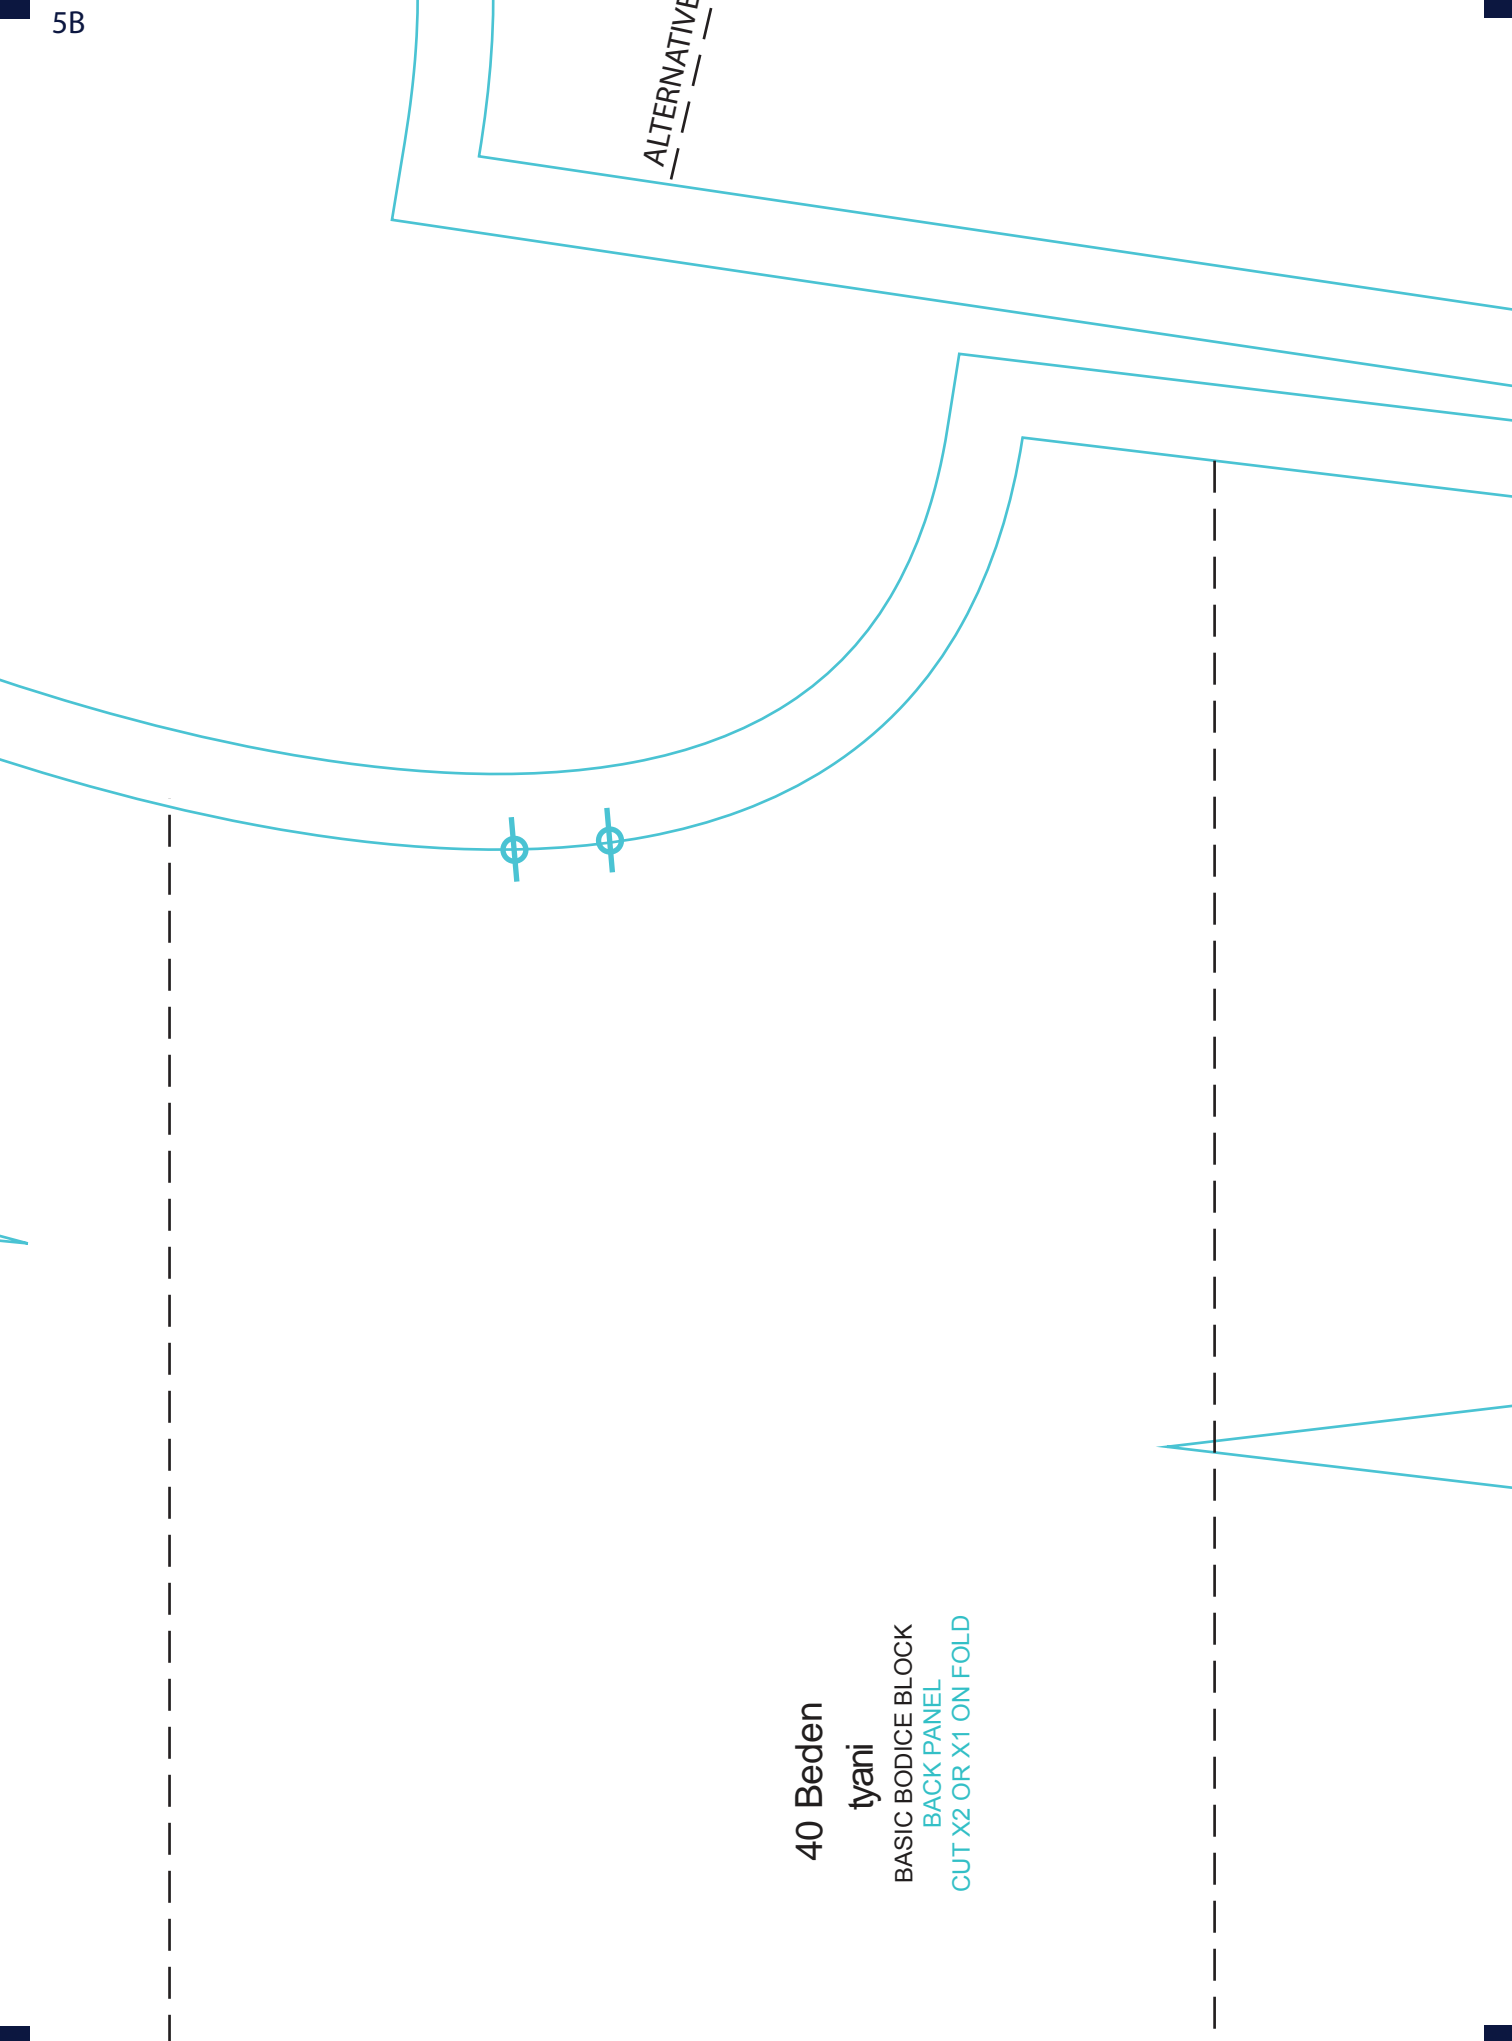 5B
ALTERNATIVE
40 Beden
tyani
BASIC BODICE BLOCK
BACK PANEL
CUT X2 OR X1 ON FOLD